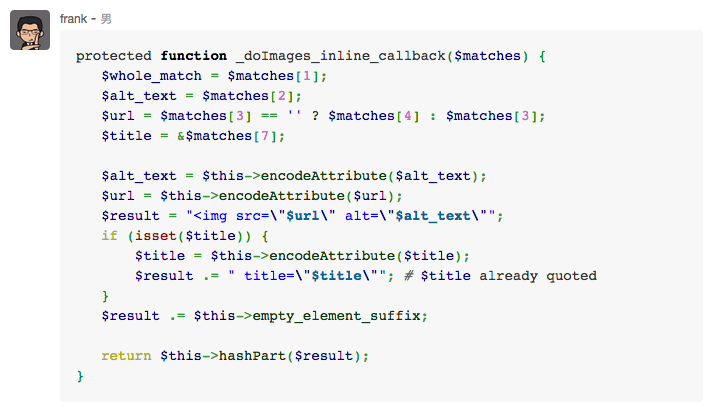 frank - 男
protected function _doImages_inline_callback($matches) {
$whole_match = $matches[1];
$alt_text = $matches[2];
$url = $matches[3] == '' ? $matches[4] : $matches[3];
$title = &$matches[7];
$alt_text = $this->encodeAttribute($alt_text);
$url = $this->encodeAttribute($url);
$result = "<img src=\"$url\" alt=\"$alt_text\"";
if (isset($title)) {
$title = $this->encodeAttribute($title);
$result .= " title=\"$title\""; # $title already quoted
}
$result .= $this->empty_element_suffix;
return $this->hashPart($result);
}